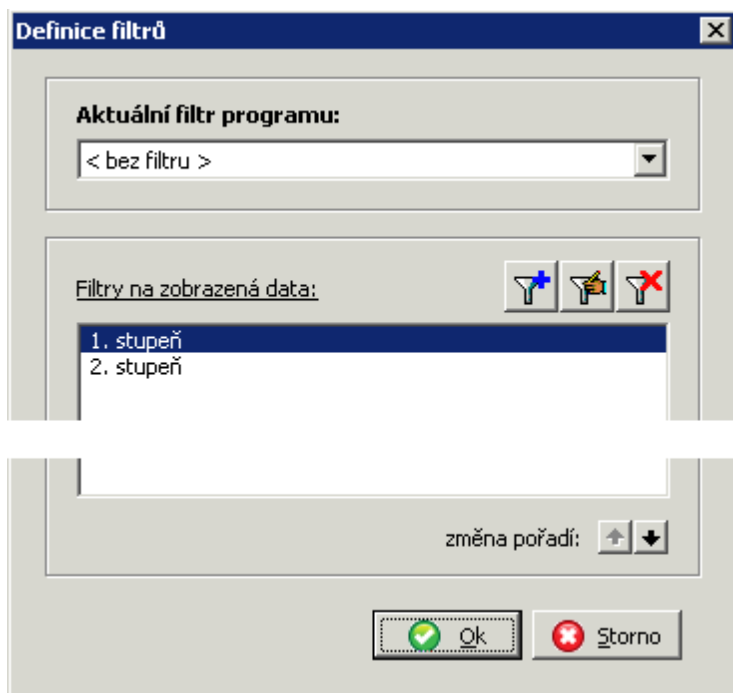 Definice filtrů
Aktuální filtr programu:
< bez filtru >
Filtry na zobrazená data:
1. stupeň
2. stupeň
změna pořadí:
Ok
Storno